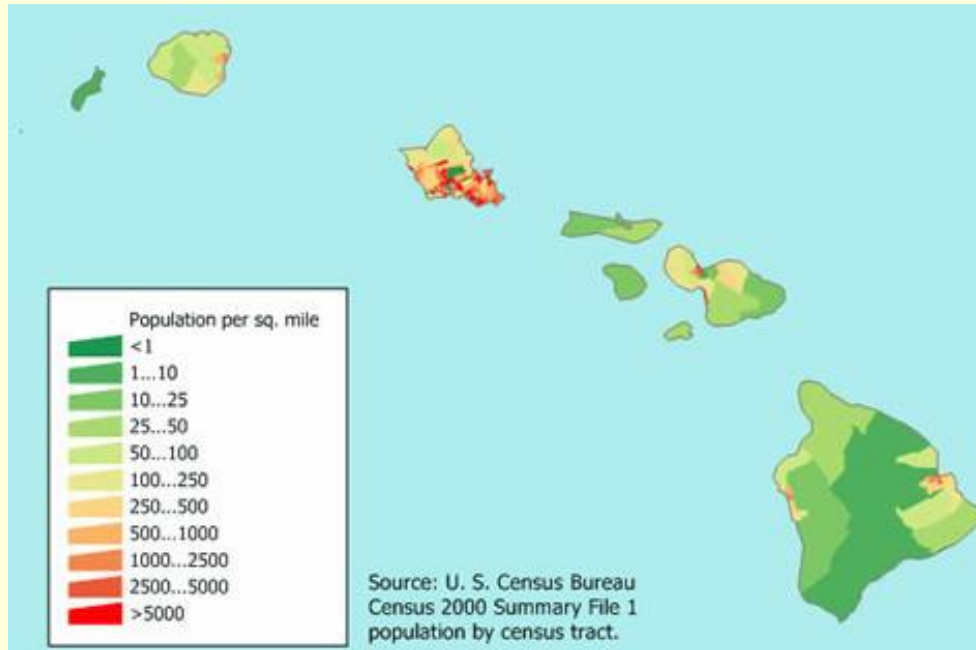 Population per sq. mile
<1
1...10
10...25
25...50
50...100
100...250
250...500
500...1000
1000...2500
2500...5000
>5000
Source: U. S. Census Bureau
Census 2000 Summary File 1
population by census tract.